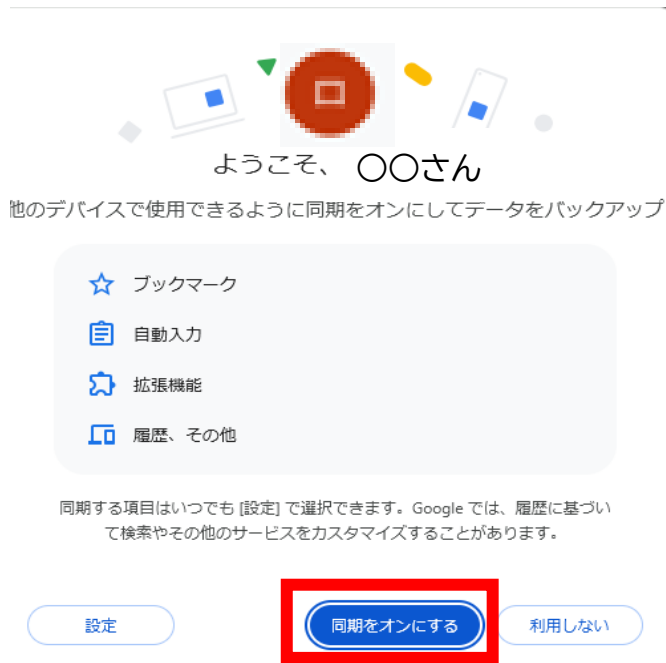 ようこそ、 〇〇さん
他のデバイスで使用できるように同期をオンにしてデータをバックアップ
ブックマーク
自動入力
拡張機能
履歴、その他
同期する項目はいつでも [設定] で選択できます。Google では、履歴に基づい
て検索やその他のサービスをカスタマイズすることがあります。
設定
同期をオンにする
利用しない